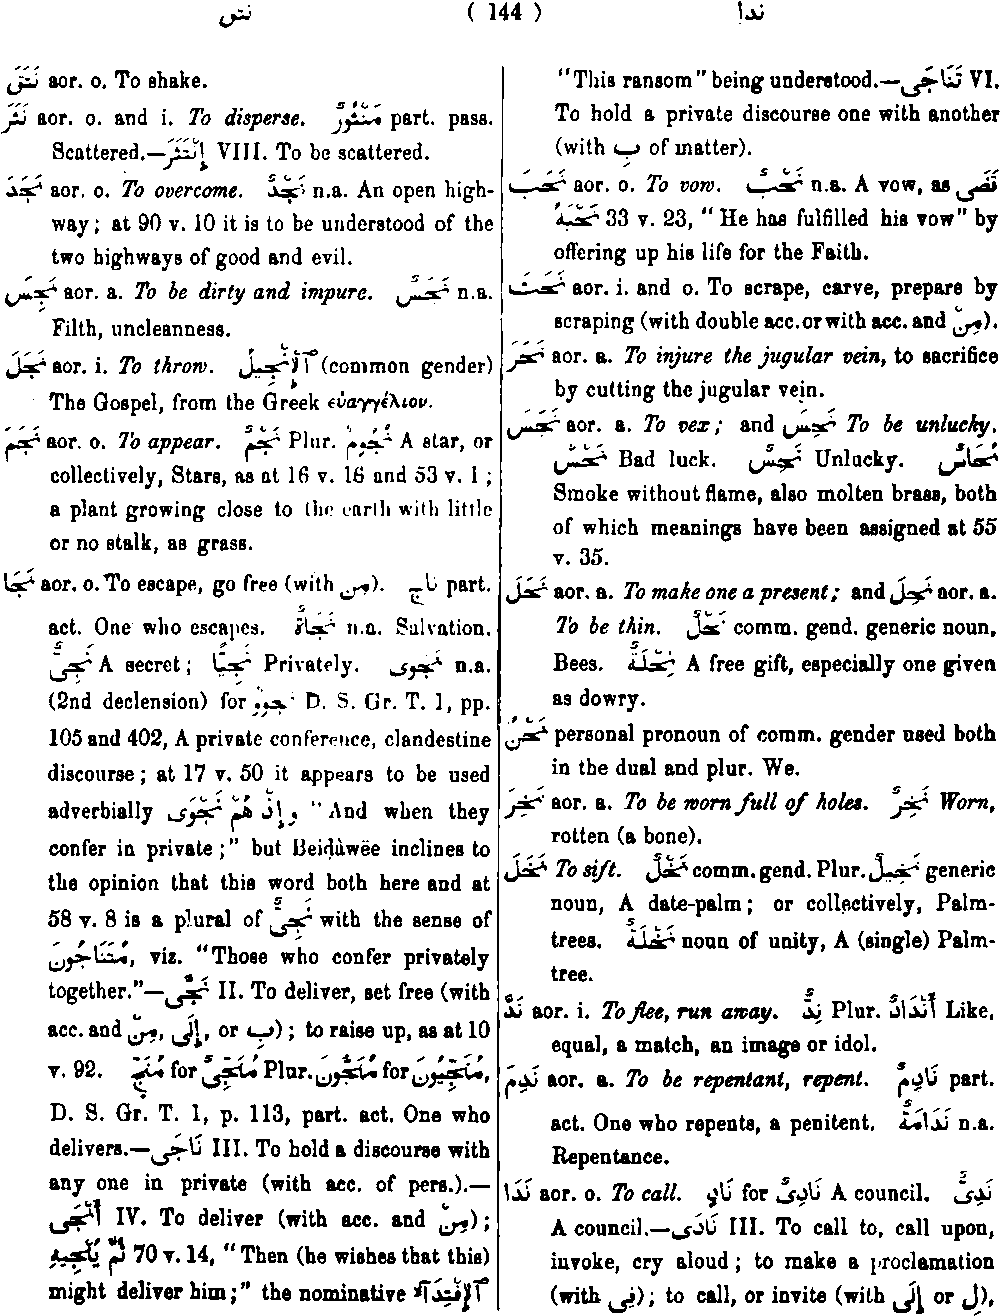 نتق ( 144 ) ندأ
نَتَقَ aor. o. To shake.
نَثَرَ aor. o. and i. To disperse. مَنْثُورٌ part. pass.
Scattered.—إِنْتَثَرَ VIII. To be scattered.
نَجَدَ aor. o. To overcome. نَجْدٌ n.a. An open high-
way; at 90 v. 10 it is to be understood of the
two highways of good and evil.
نَجِسَ aor. a. To be dirty and impure. نَجَسٌ n.a.
Filth, uncleanness.
نَجَلَ aor. i. To throw. آلْإِنْجِيلُ (common gender)
The Gospel, from the Greek εὐαγγέλιον.
نَجَمَ aor. o. To appear. نَجْمٌ Plur. نُجُومٌ A star, or
collectively, Stars, as at 16 v. 16 and 53 v. 1;
a plant growing close to the earth with little
or no stalk, as grass.
نَجَا aor. o. To escape, go free (with مِن). نَاجٍ part.
act. One who escapes. نَجَاةٌ n.a. Salvation.
نَجِيٌّ A secret; نَجِيًّا Privately. نَجْوى n.a.
(2nd declension) for نَجْوَوٌ D. S. Gr. T. 1, pp.
105 and 402, A private conference, clandestine
discourse; at 17 v. 50 it appears to be used
adverbially وَإِذْ هُمْ نَجْوَى "And when they
confer in private;" but Beiḍàwëe inclines to
the opinion that this word both here and at
58 v. 8 is a plural of نَجِيٌّ with the sense of
مُتَنَاجُونَ, viz. "Those who confer privately
together."—نَجَّى II. To deliver, set free (with
acc. and مِنْ, إِلَى, or بِ); to raise up, as at 10
v. 92. مُنَجٍّ for مُنَجِّيٌ Plur. مُنَجُّونَ for مُنَجِّيُونَ,
D. S. Gr. T. 1, p. 113, part. act. One who
delivers.—نَاجَى III. To hold a discourse with
any one in private (with acc. of pers.).—
أَنْجَى IV. To deliver (with acc. and مِنْ);
ثُمَّ يُنْجِيهِ 70 v. 14, "Then (he wishes that this)
might deliver him;" the nominative آلْإِفْتِدَآءُ
"This ransom" being understood.—تَنَاجَى VI.
To hold a private discourse one with another
(with بِ of matter).
نَحَبَ aor. o. To vow. نَحْبٌ n.a. A vow, as قَضَى
نَحْبَهُ 33 v. 23, "He has fulfilled his vow" by
offering up his life for the Faith.
نَحَتَ aor. i. and o. To scrape, carve, prepare by
scraping (with double acc. or with acc. and مِنْ).
نَحَرَ aor. a. To injure the jugular vein, to sacrifice
by cutting the jugular vein.
نَحَسَ aor. a. To vex; and نَحِسَ To be unlucky.
نَحْسٌ Bad luck. نَحِسٌ Unlucky. نُحَاسٌ
Smoke without flame, also molten brass, both
of which meanings have been assigned at 55
v. 35.
نَحَلَ aor. a. To make one a present; and نَحِلَ aor. a.
To be thin. نَحْلٌ comm. gend. generic noun,
Bees. نِحْلَةٌ A free gift, especially one given
as dowry.
نَحْنُ personal pronoun of comm. gender used both
in the dual and plur. We.
نَخِرَ aor. a. To be worn full of holes. نَخِرٌ Worn,
rotten (a bone).
نَخَلَ To sift. نَخْلٌ comm. gend. Plur. نَخِيلٌ generic
noun, A date-palm; or collectively, Palm-
trees. نَخْلَةٌ noun of unity, A (single) Palm-
tree.
نَدَّ aor. i. To flee, run away. نِدٌّ Plur. أَنْدَادٌ Like,
equal, a match, an image or idol.
نَدِمَ aor. a. To be repentant, repent. نَادِمٌ part.
act. One who repents, a penitent. نَدَامَةٌ n.a.
Repentance.
نَدَا aor. o. To call. نَادٍ for نَادِيٌ A council. نَدِيٌّ
A council.—نَادَى III. To call to, call upon,
invoke, cry aloud; to make a proclamation
(with فِي); to call, or invite (with إِلَى or لِ),